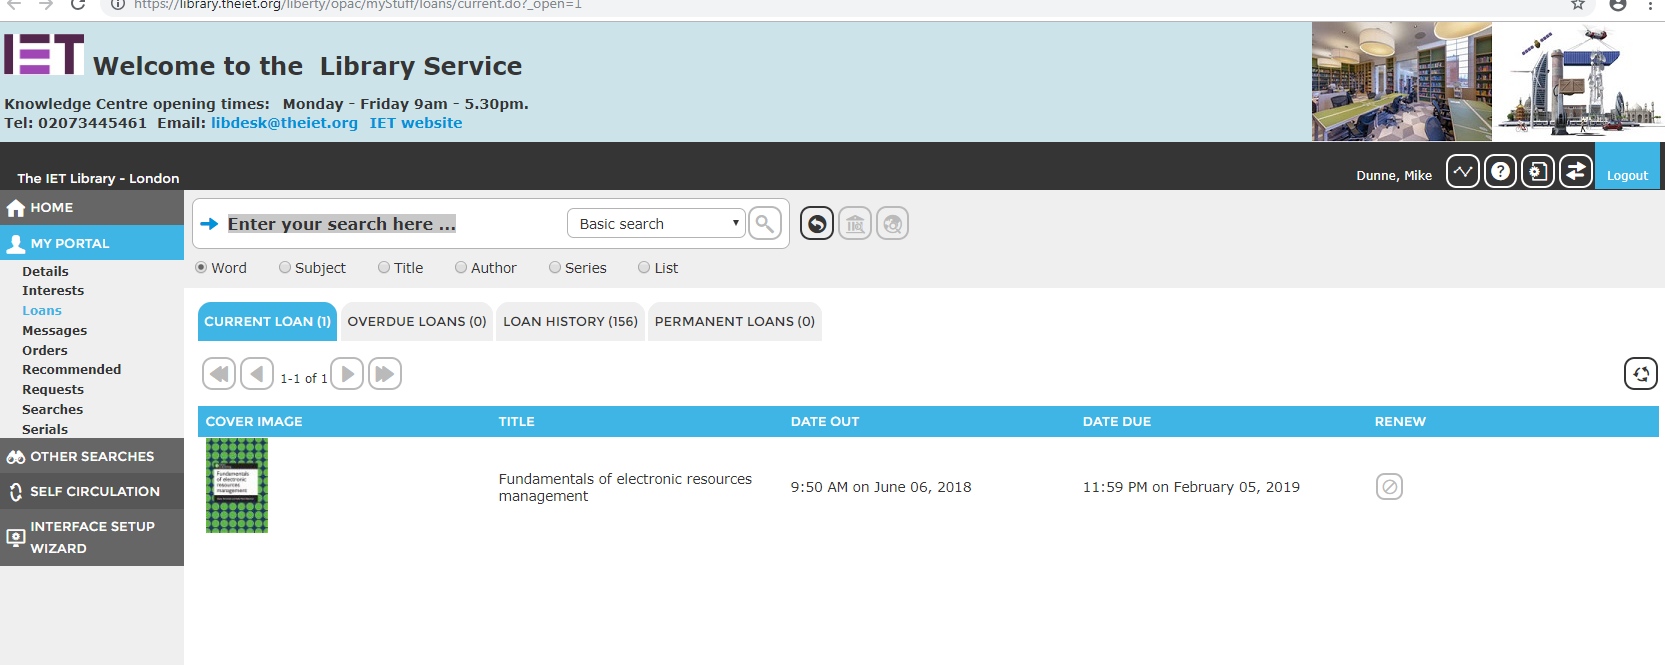 https://library.theiet.org/liberty/opac/myStuff/loans/current.do?_open=1
IET Welcome to the Library Service
Knowledge Centre opening times: Monday - Friday 9am - 5.30pm.
Tel: 02073445461 Email: libdesk@theiet.org IET website
The IET Library - London
Dunne, Mike
Logout
HOME
MY PORTAL
Details
Interests
Loans
Messages
Orders
Recommended
Requests
Searches
Serials
OTHER SEARCHES
SELF CIRCULATION
INTERFACE SETUP
WIZARD
Enter your search here ...
Basic search
Word Subject Title Author Series List
CURRENT LOAN (1) OVERDUE LOANS (0) LOAN HISTORY (156) PERMANENT LOANS (0)
1-1 of 1
COVER IMAGE TITLE DATE OUT DATE DUE RENEW
Fundamentals
of electronic
resources
management
Fundamentals of electronic resources
management
9:50 AM on June 06, 2018
11:59 PM on February 05, 2019